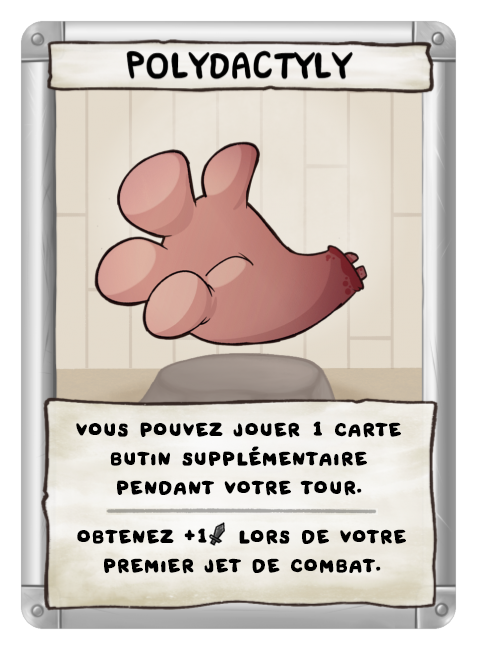 POLYDACTYLY
VOUS POUVEZ JOUER 1 CARTE
BUTIN SUPPLÉMENTAIRE
PENDANT VOTRE TOUR.
OBTENEZ +1 LORS DE VOTRE
PREMIER JET DE COMBAT.